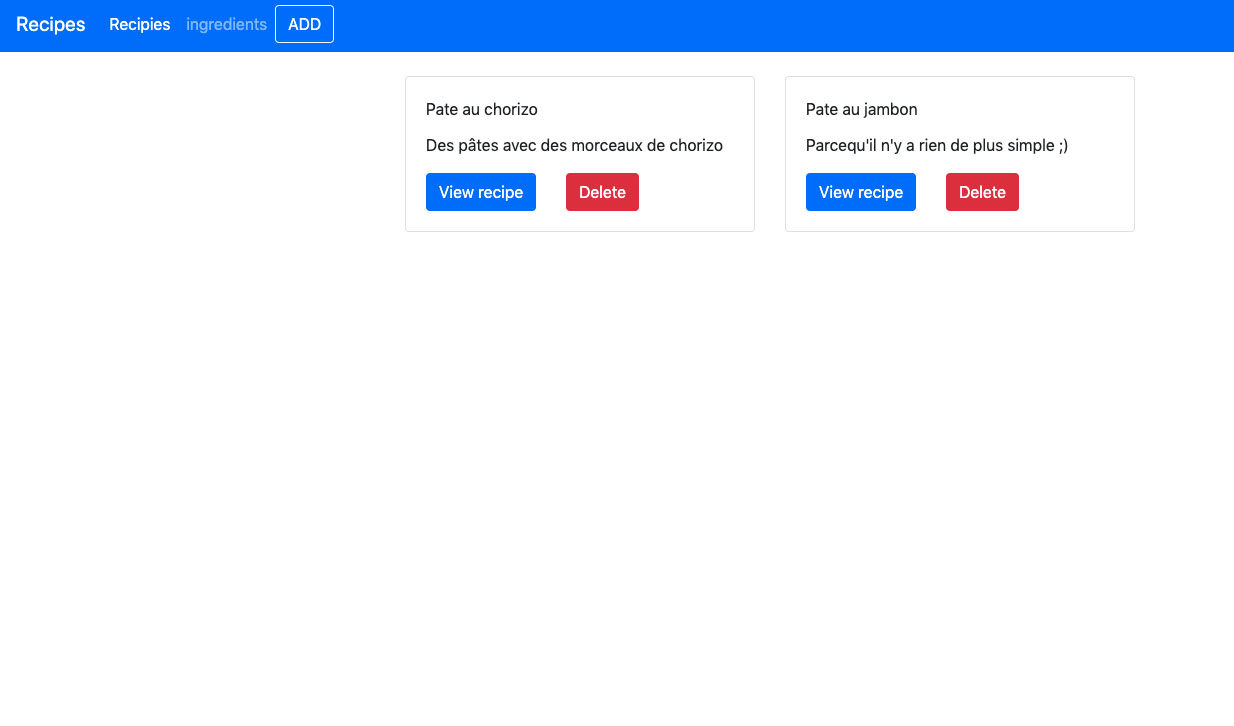 Recipes Recipies ingredients ADD
Pate au chorizo
Des pâtes avec des morceaux de chorizo
View recipe Delete
Pate au jambon
Parcequ'il n'y a rien de plus simple ;)
View recipe Delete